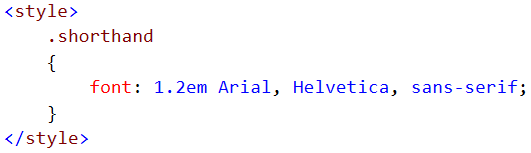 <style>
.shorthand
{
font: 1.2em Arial, Helvetica, sans-serif;
}
</style>